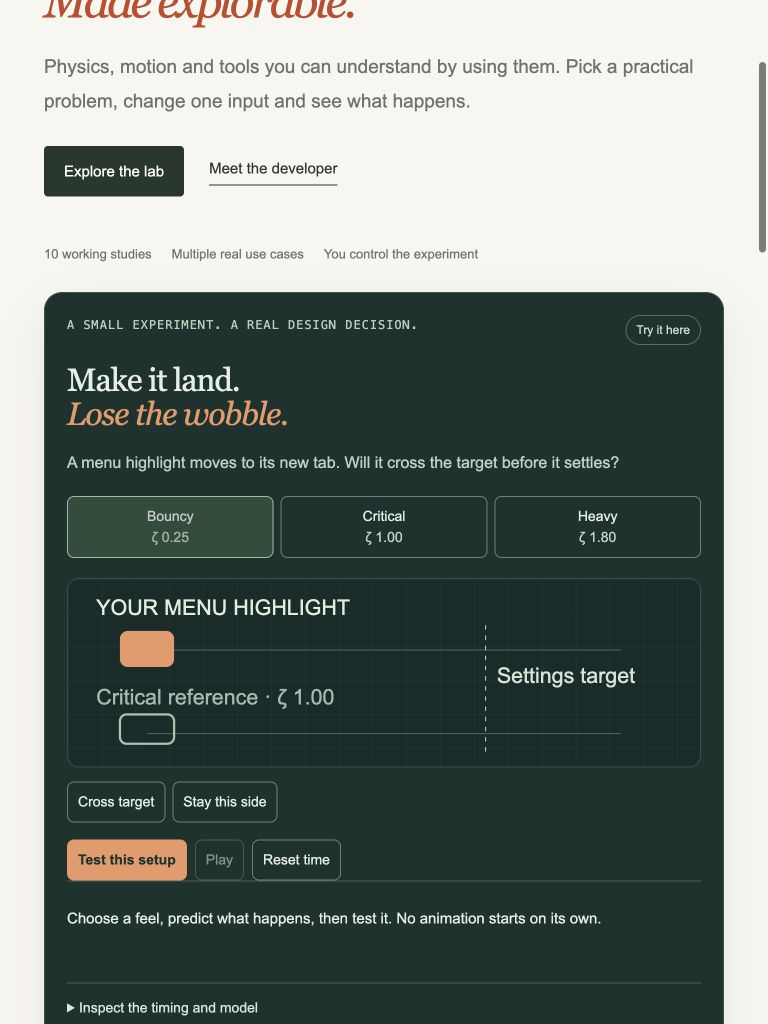 Made explorable.
Physics, motion and tools you can understand by using them. Pick a practical
problem, change one input and see what happens.
Explore the lab
Meet the developer
10 working studies
Multiple real use cases
You control the experiment
A SMALL EXPERIMENT. A REAL DESIGN DECISION.
Try it here
Make it land.
Lose the wobble.
A menu highlight moves to its new tab. Will it cross the target before it settles?
Bouncy
ζ 0.25
Critical
ζ 1.00
Heavy
ζ 1.80
YOUR MENU HIGHLIGHT
Settings target
Critical reference · ζ 1.00
Cross target
Stay this side
Test this setup
Play
Reset time
Choose a feel, predict what happens, then test it. No animation starts on its own.
Inspect the timing and model